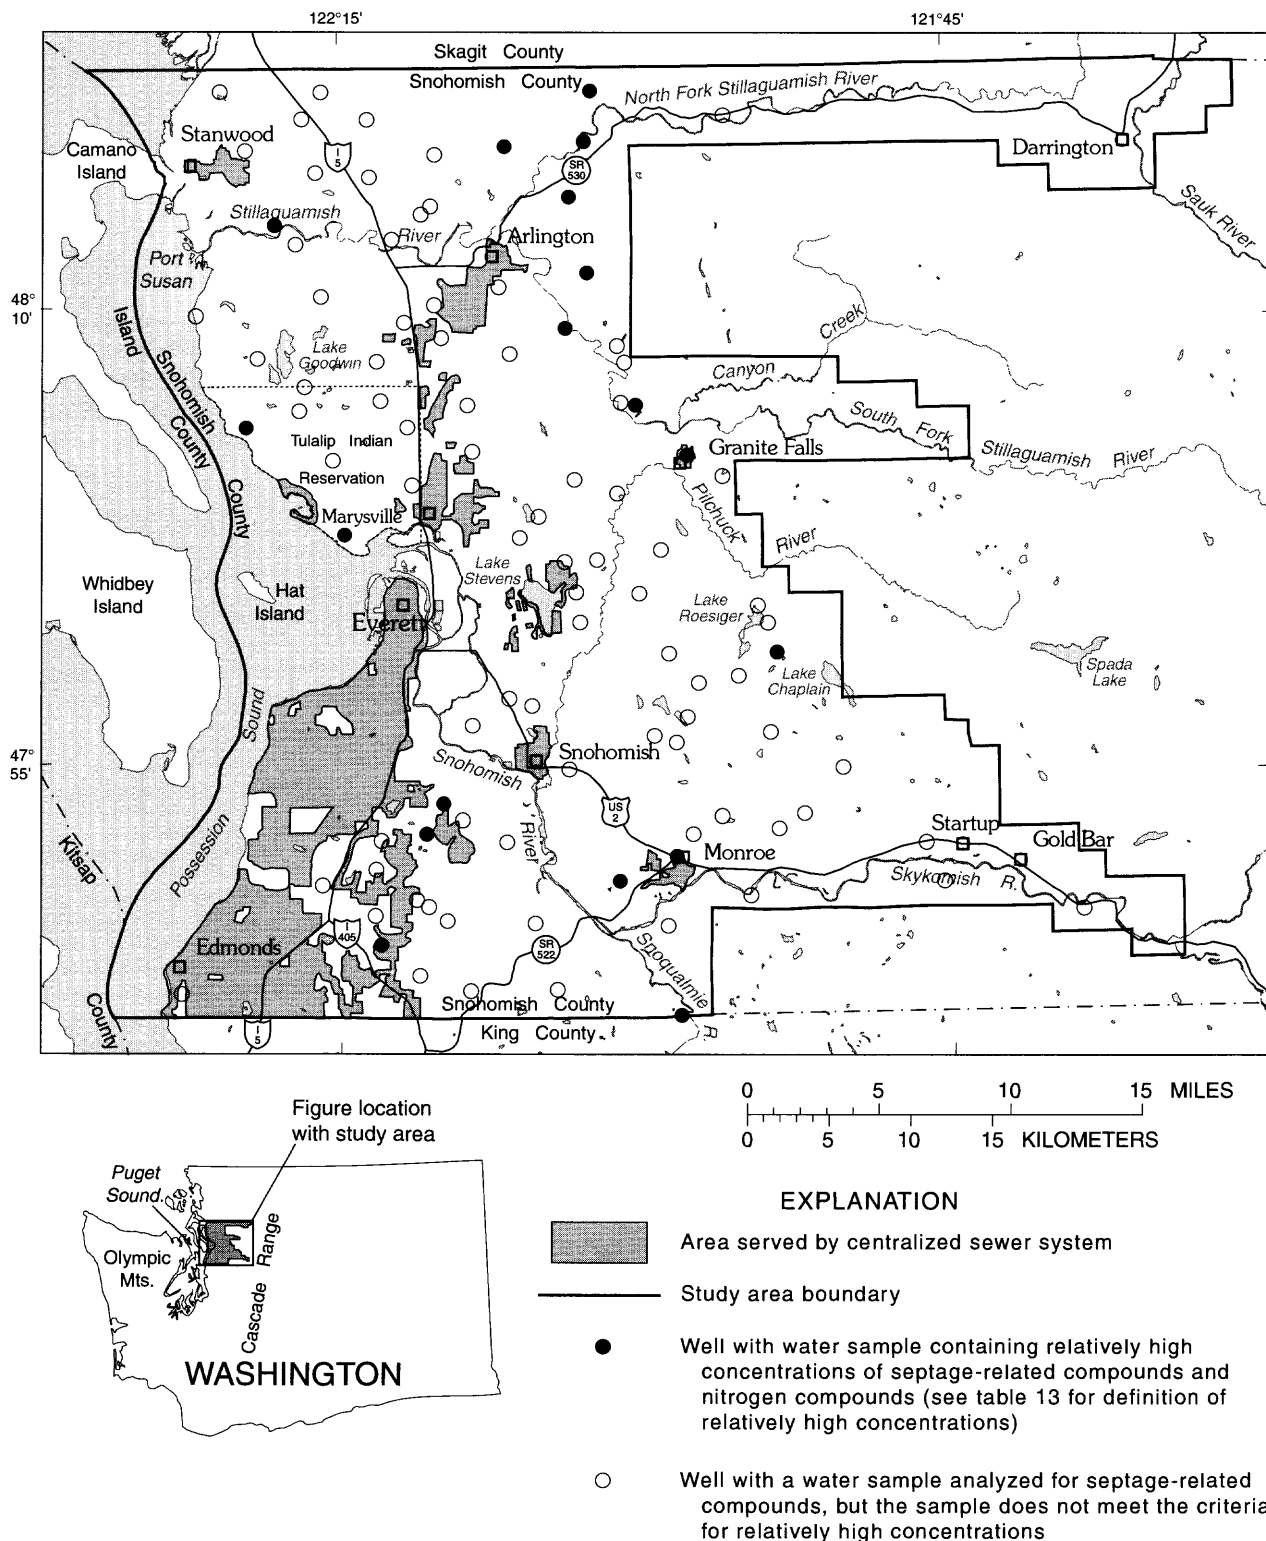 122°15'
121°45'
Skagit County
Snohomish County
North Fork Stillaguamish River
Stanwood
Camano
Island
I
5
SR
530
Darrington
Sauk River
Stillaguamish
River
Arlington
Port
Susan
48°
10'
Island
County
Snohomish
County
Lake
Goodwin
Canyon
Creek
South Fork
Stillaguamish River
Tulalip Indian
Reservation
Granite Falls
Marysville
Pilchuck
River
Whidbey
Island
Hat
Island
Lake
Stevens
Everett
Lake
Roesiger
Lake
Chaplain
Spada
Lake
Possession
Sound
47°
55'
Snohomish
Snohomish
River
US
2
Startup
Gold Bar
Monroe
Skykomish R.
Kitsap
County
Edmonds
I
405
SR
522
Snoqualmie
Snohomish County
King County
I
5
0 5 10 15 MILES
0 5 10 15 KILOMETERS
Figure location
with study area
Puget
Sound
Olympic
Mts.
Cascade Range
WASHINGTON
EXPLANATION
Area served by centralized sewer system
Study area boundary
Well with water sample containing relatively high
concentrations of septage-related compounds and
nitrogen compounds (see table 13 for definition of
relatively high concentrations)
Well with a water sample analyzed for septage-related
compounds, but the sample does not meet the criteria
for relatively high concentrations